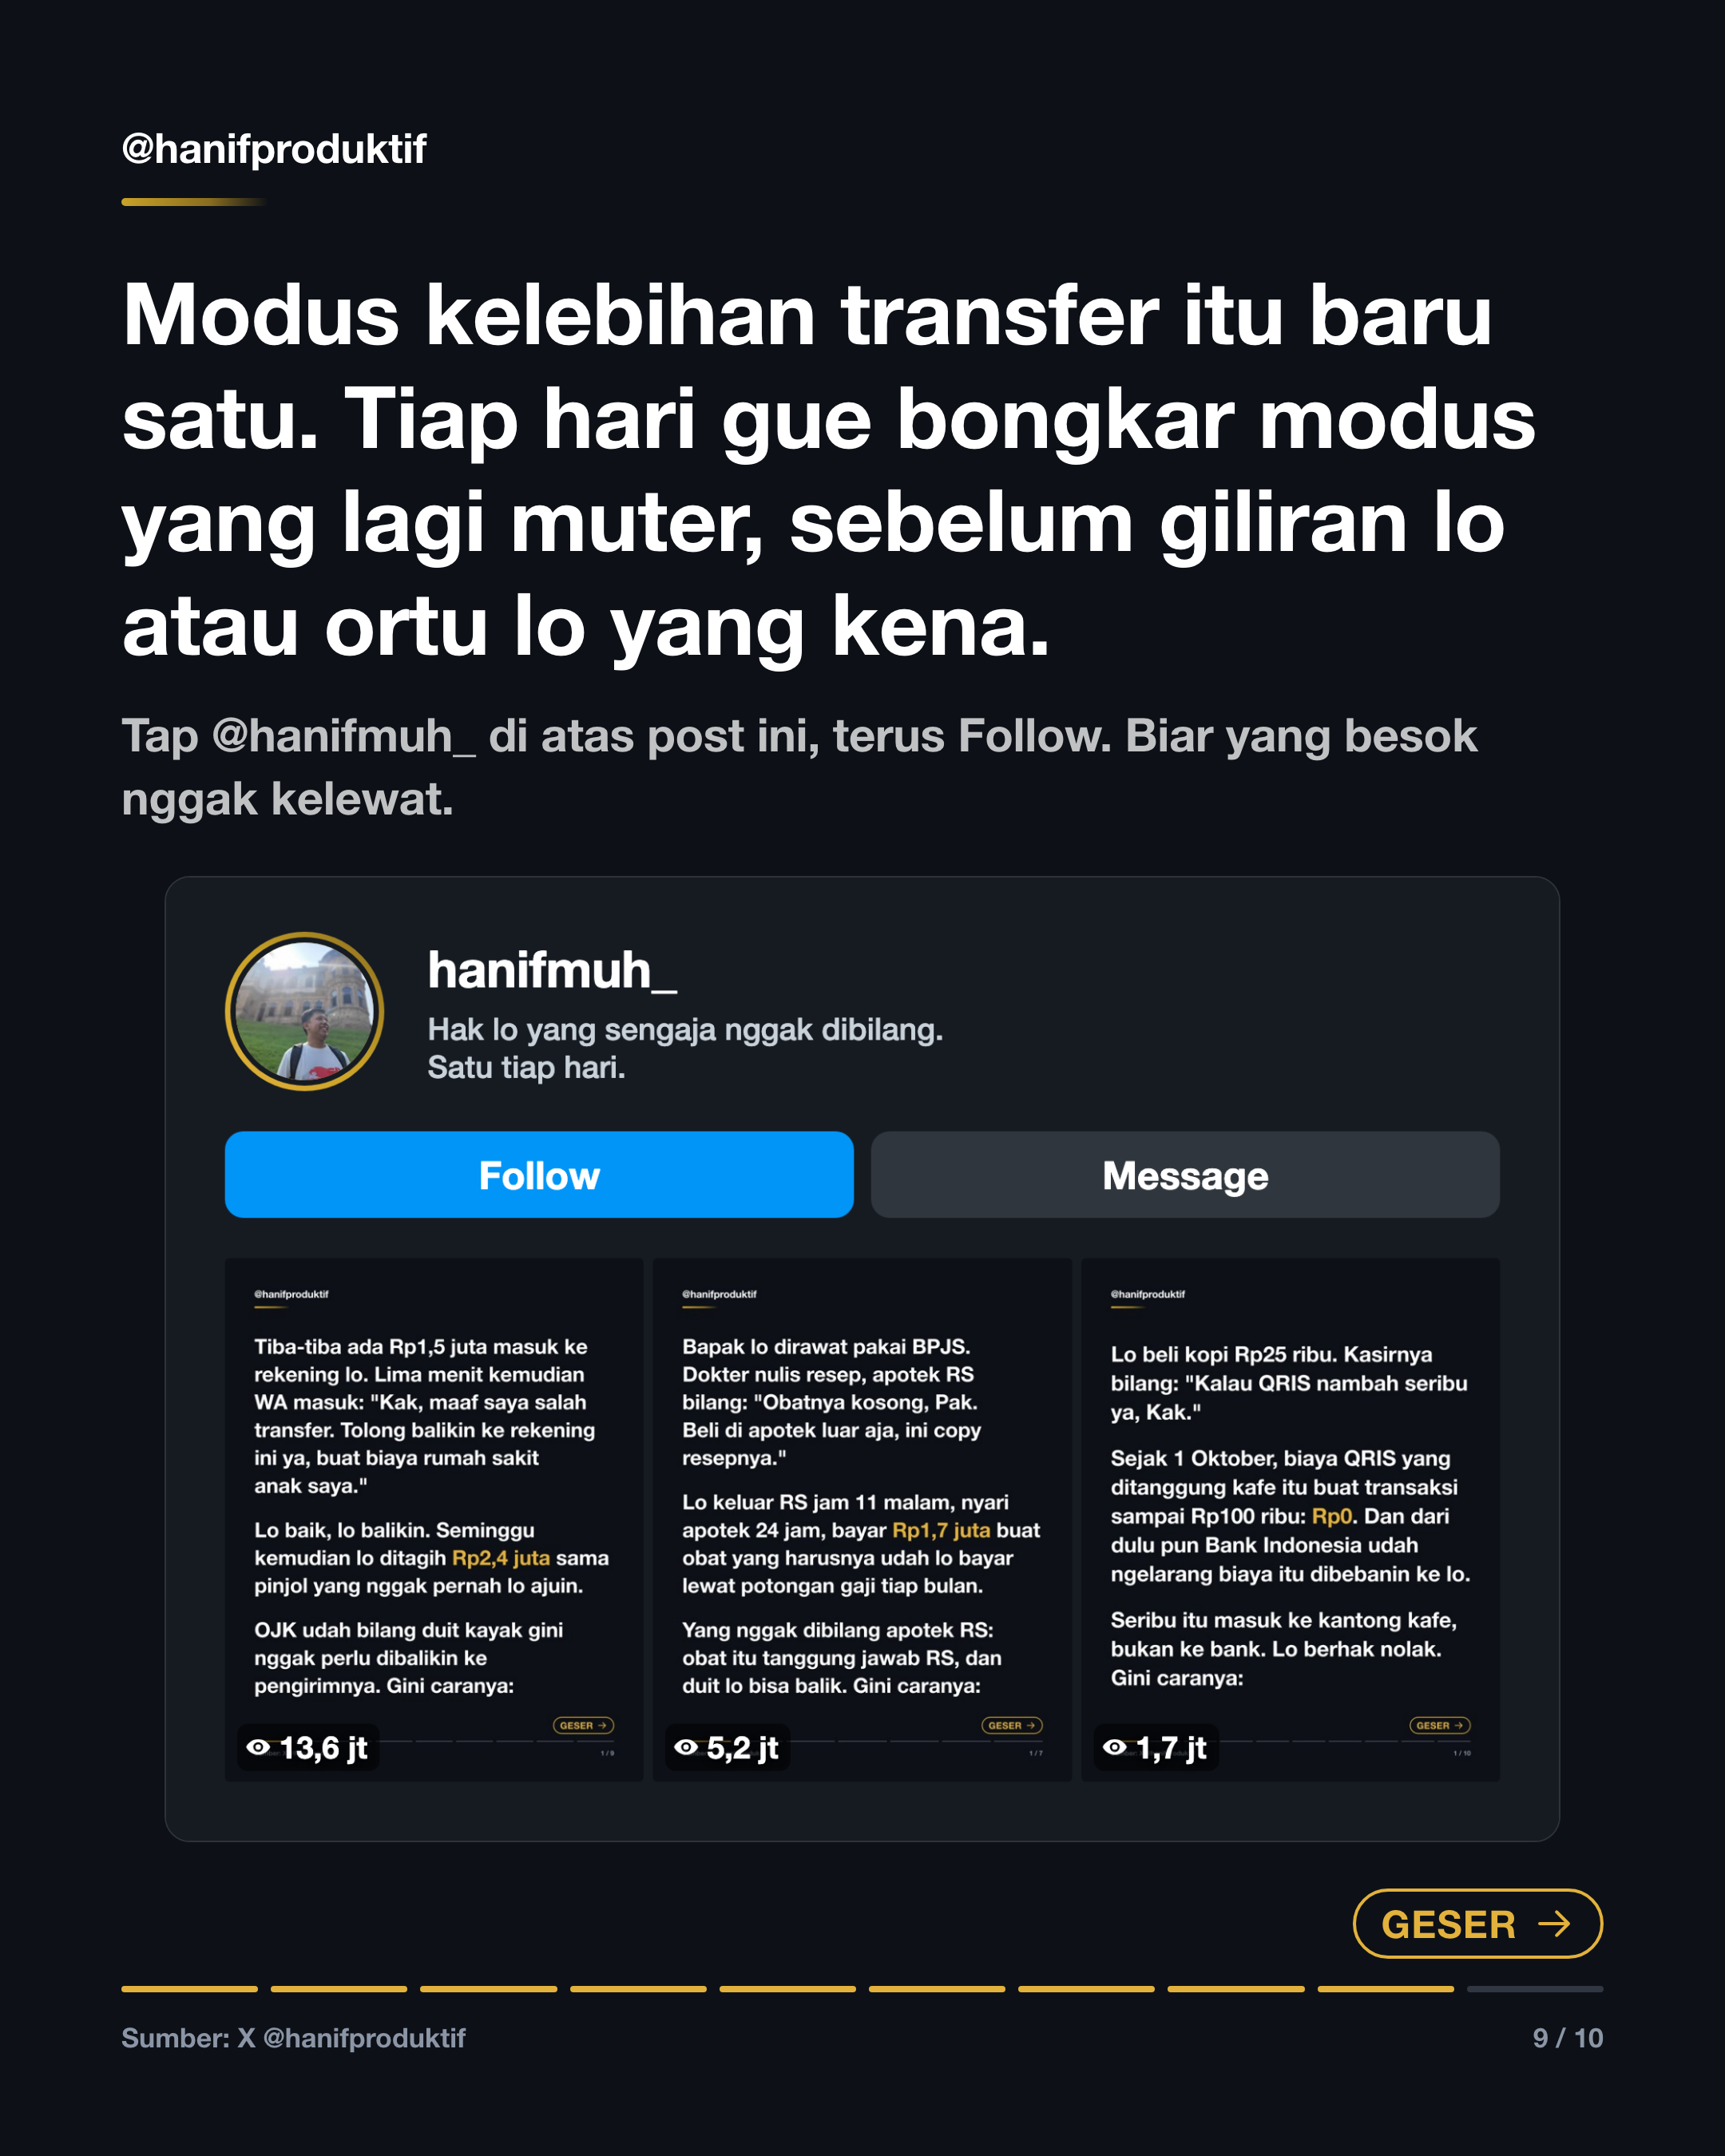 @hanifproduktif
Modus kelebihan transfer itu baru
satu. Tiap hari gue bongkar modus
yang lagi muter, sebelum giliran lo
atau ortu lo yang kena.
Tap @hanifmuh_ di atas post ini, terus Follow. Biar yang besok
nggak kelewat.
hanifmuh_
Hak lo yang sengaja nggak dibilang.
Satu tiap hari.
Follow
Message
@hanifproduktif
Tiba-tiba ada Rp1,5 juta masuk ke
rekening lo. Lima menit kemudian
WA masuk: "Kak, maaf saya salah
transfer. Tolong balikin ke rekening
ini ya, buat biaya rumah sakit
anak saya."
Lo baik, lo balikin. Seminggu
kemudian lo ditagih Rp2,4 juta sama
pinjol yang nggak pernah lo ajuin.
OJK udah bilang duit kayak gini
nggak perlu dibalikin ke
pengirimnya. Gini caranya:
GESER →
13,6 jt
1 / 8
@hanifproduktif
Bapak lo dirawat pakai BPJS.
Dokter nulis resep, apotek RS
bilang: "Obatnya kosong, Pak.
Beli di apotek luar aja, ini copy
resepnya."
Lo keluar RS jam 11 malam, nyari
apotek 24 jam, bayar Rp1,7 juta buat
obat yang harusnya udah lo bayar
lewat potongan gaji tiap bulan.
Yang nggak dibilang apotek RS:
obat itu tanggung jawab RS, dan
duit lo bisa balik. Gini caranya:
GESER →
5,2 jt
1 / 7
@hanifproduktif
Lo beli kopi Rp25 ribu. Kasirnya
bilang: "Kalau QRIS nambah seribu
ya, Kak."
Sejak 1 Oktober, biaya QRIS yang
ditanggung kafe itu buat transaksi
sampai Rp100 ribu: Rp0. Dan dari
dulu pun Bank Indonesia udah
ngelarang biaya itu dibebanin ke lo.
Seribu itu masuk ke kantong kafe,
bukan ke bank. Lo berhak nolak.
Gini caranya:
GESER →
1,7 jt
1 / 10
GESER →
Sumber: X @hanifproduktif
9 / 10